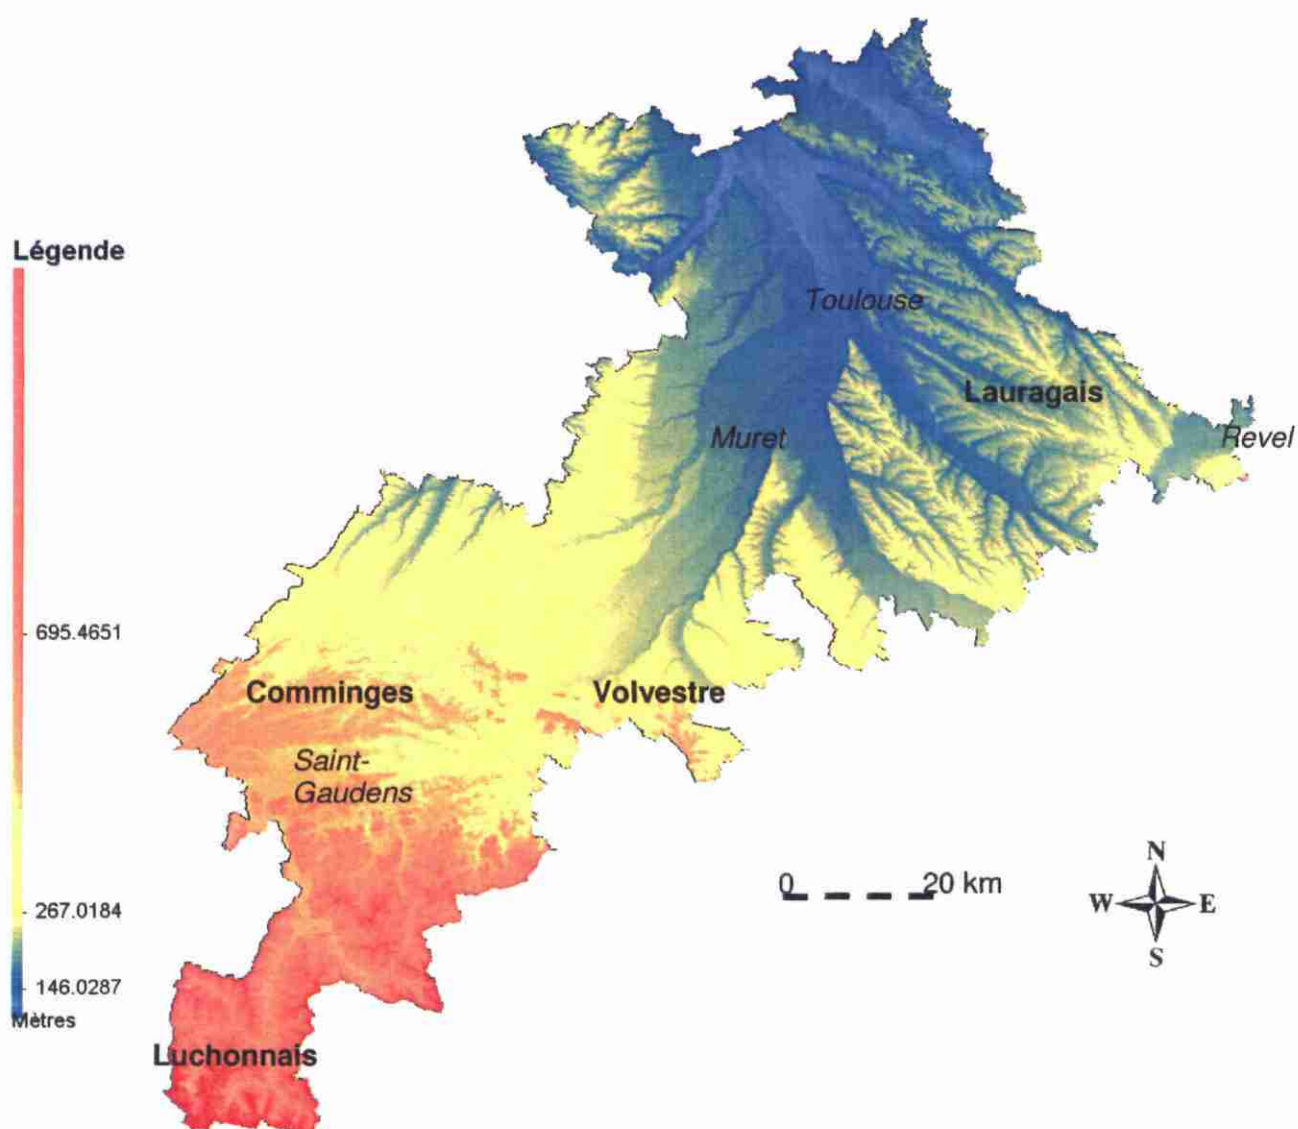 Légende
Toulouse
Lauragais
Muret
Revel
695.4651
Comminges
Volvestre
Saint-
Gaudens
0
20 km
N
W
E
S
267.0184
146.0287
Mètres
Luchonnais